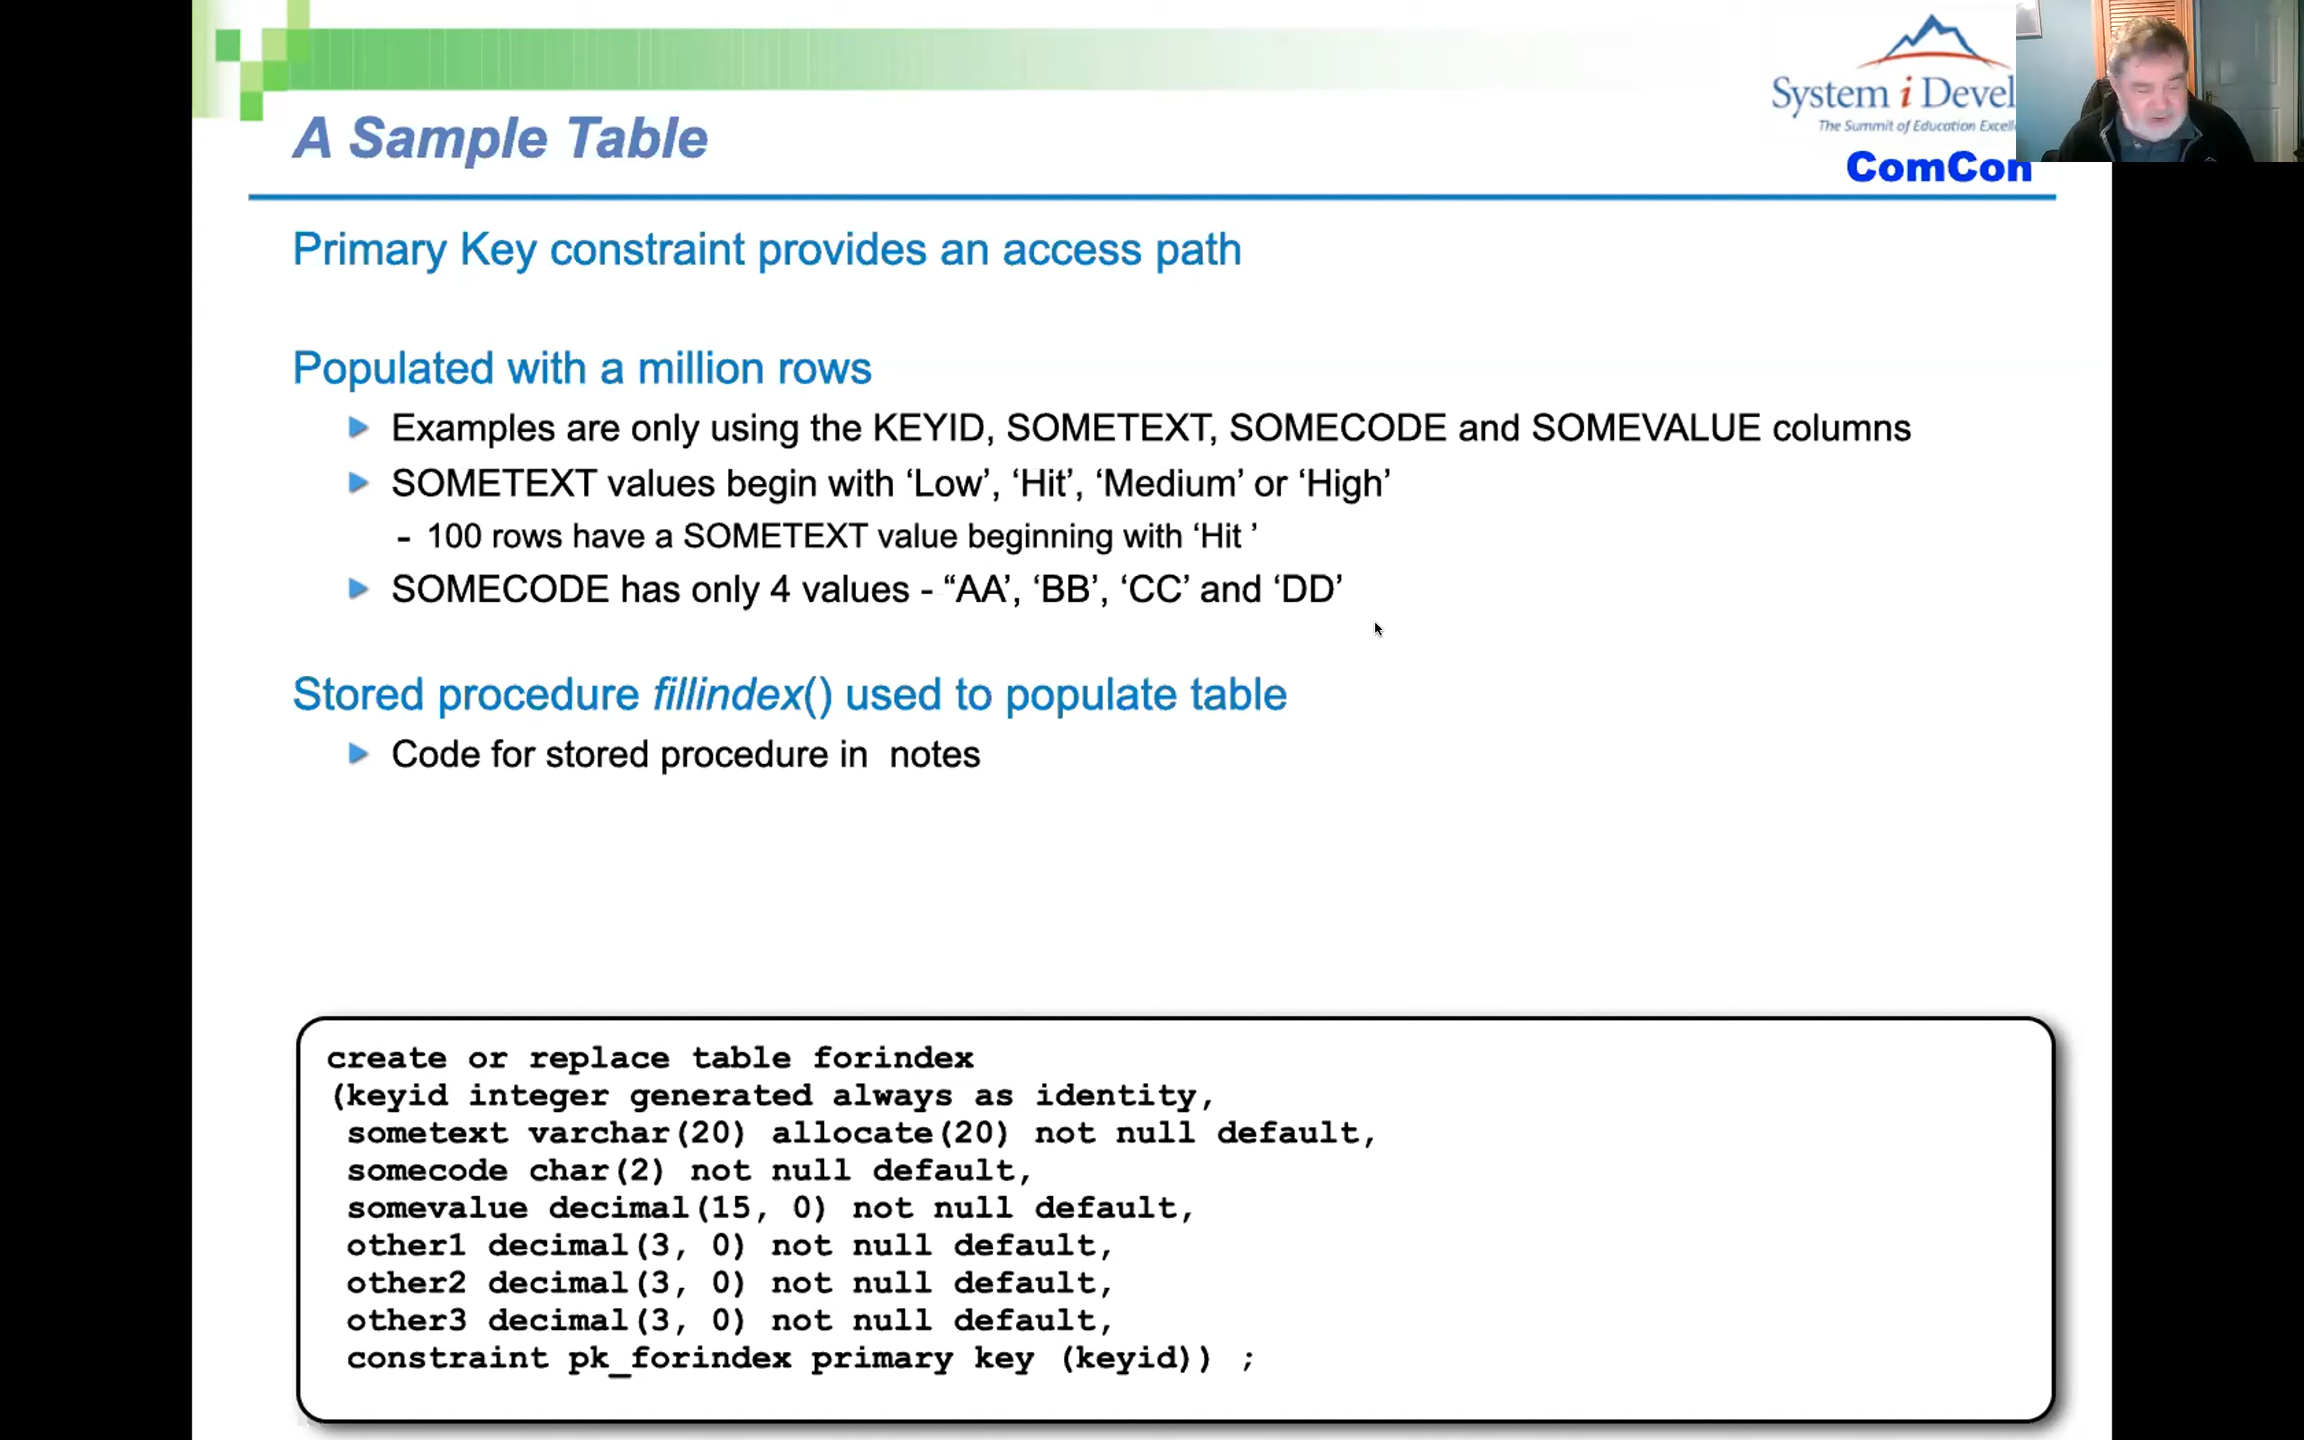 System i Devel
The Summit of Education Excell
ComCon
A Sample Table
Primary Key constraint provides an access path
Populated with a million rows
Examples are only using the KEYID, SOMETEXT, SOMECODE and SOMEVALUE columns
SOMETEXT values begin with ‘Low’, ‘Hit’, ‘Medium’ or ‘High’
- 100 rows have a SOMETEXT value beginning with ‘Hit ’
SOMECODE has only 4 values - “AA’, ‘BB’, ‘CC’ and ‘DD’
Stored procedure fillindex() used to populate table
Code for stored procedure in  notes
create or replace table forindex
(keyid integer generated always as identity,
sometext varchar(20) allocate(20) not null default,
somecode char(2) not null default,
somevalue decimal(15, 0) not null default,
other1 decimal(3, 0) not null default,
other2 decimal(3, 0) not null default,
other3 decimal(3, 0) not null default,
constraint pk_forindex primary key (keyid)) ;